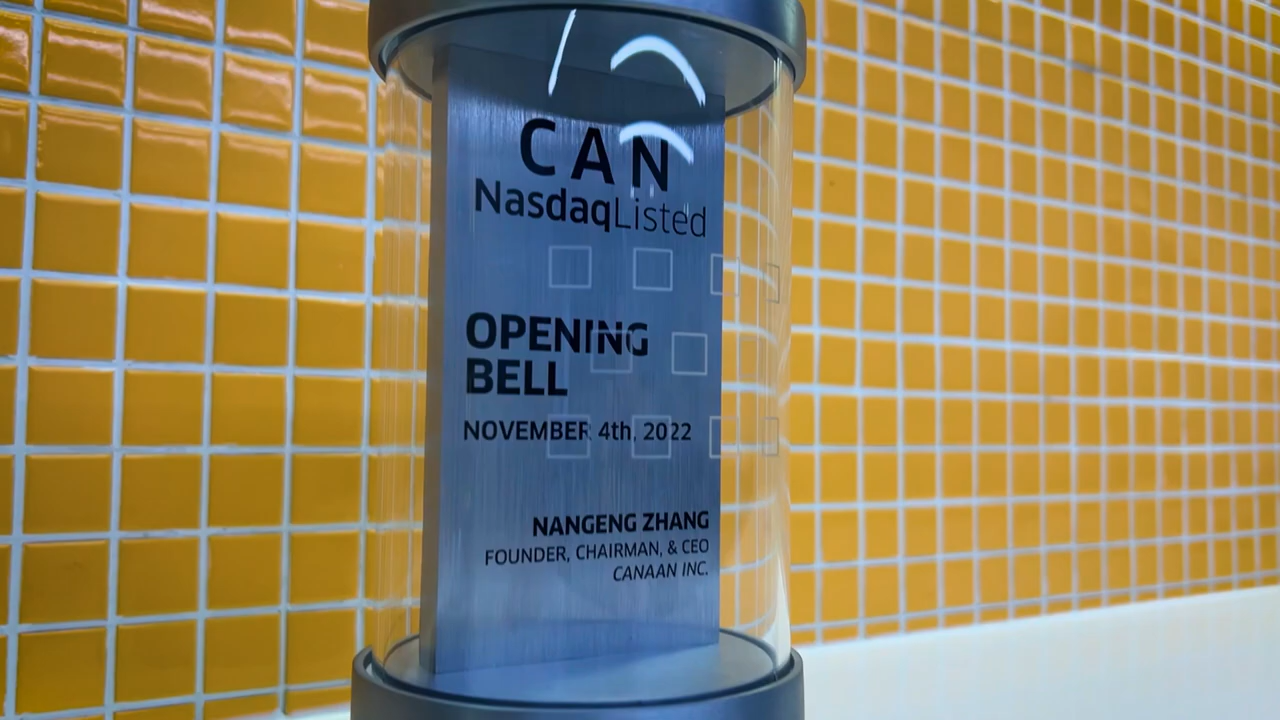 CAN
NasdaqListed
OPENING
BELL
NOVEMBER 4th, 2022
NANGENG ZHANG
FOUNDER, CHAIRMAN, & CEO
CANAAN INC.